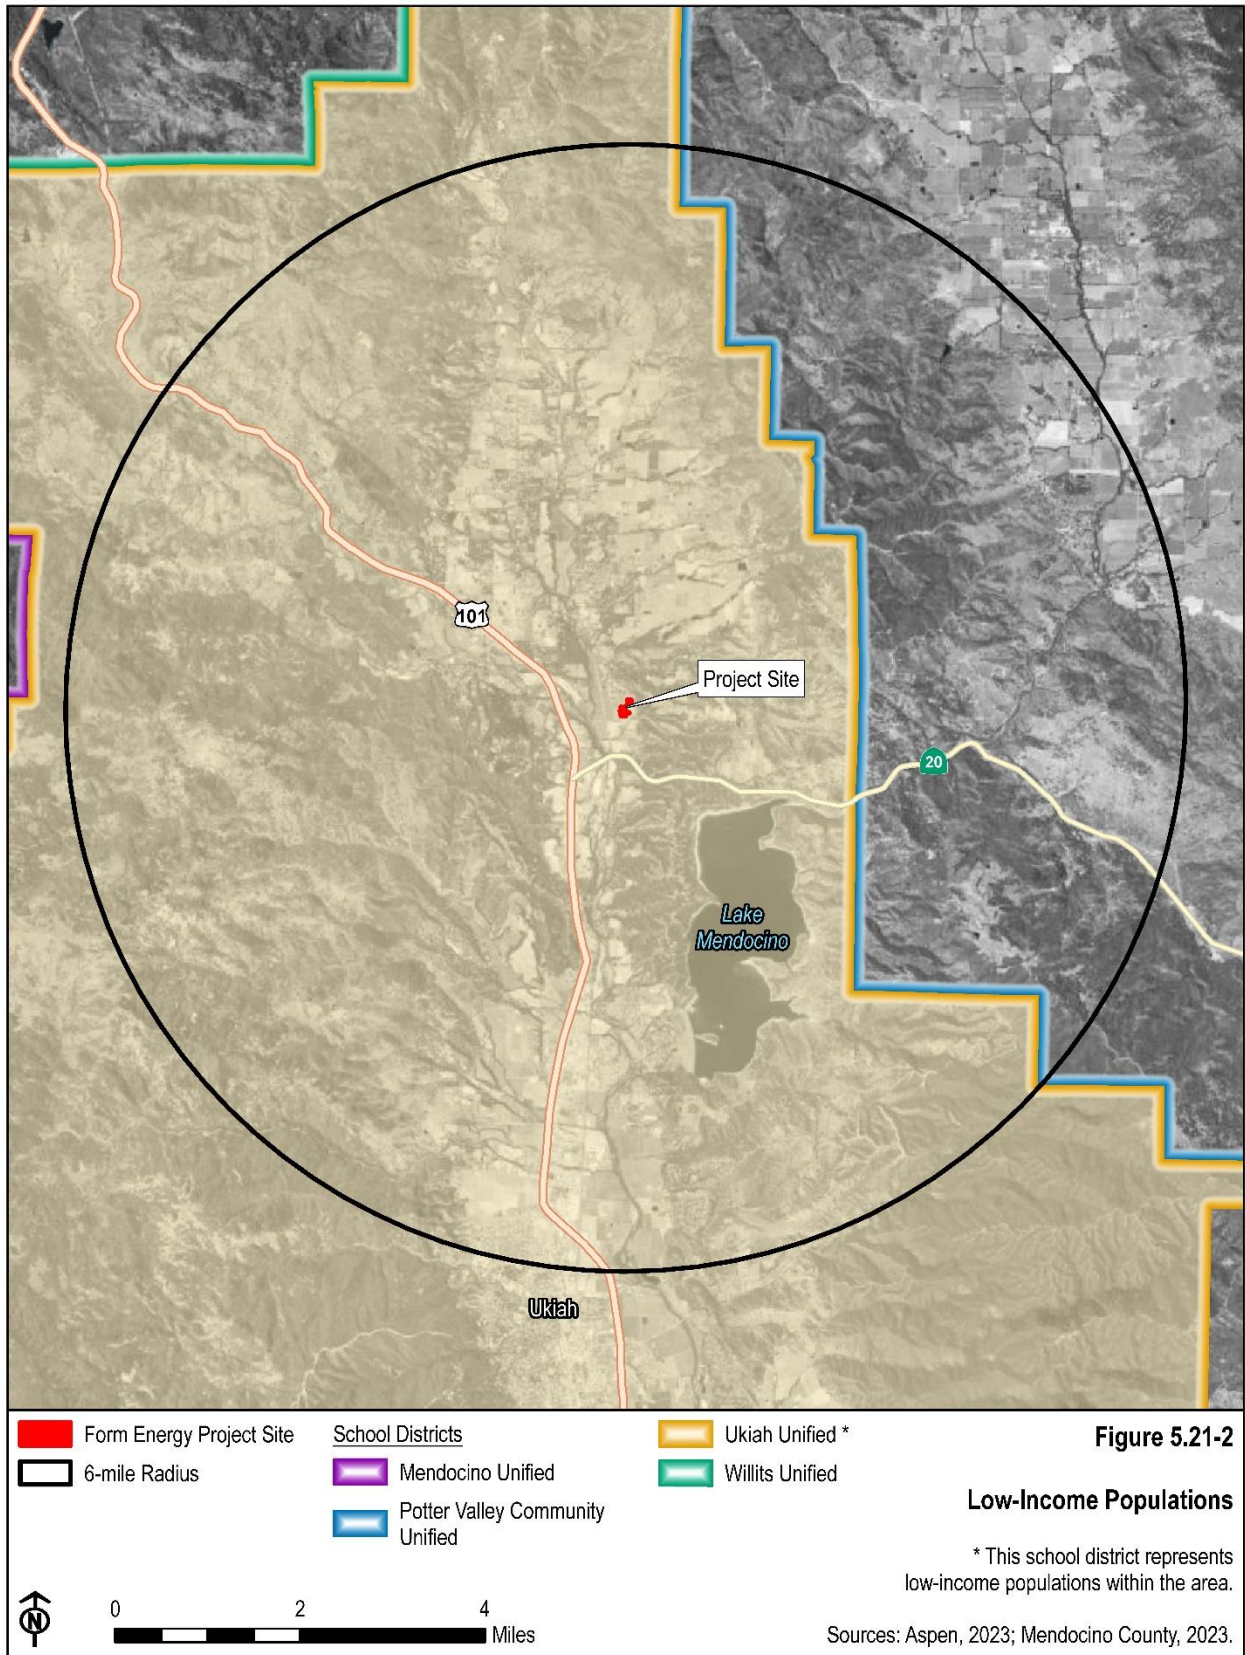 101
Project Site
20
Lake
Mendocino
Ukiah
Form Energy Project Site
6-mile Radius
School Districts
Mendocino Unified
Potter Valley Community
Unified
Ukiah Unified *
Willits Unified
Figure 5.21-2
Low-Income Populations
* This school district represents
low-income populations within the area.
Sources: Aspen, 2023; Mendocino County, 2023.
N
0 2 4
Miles